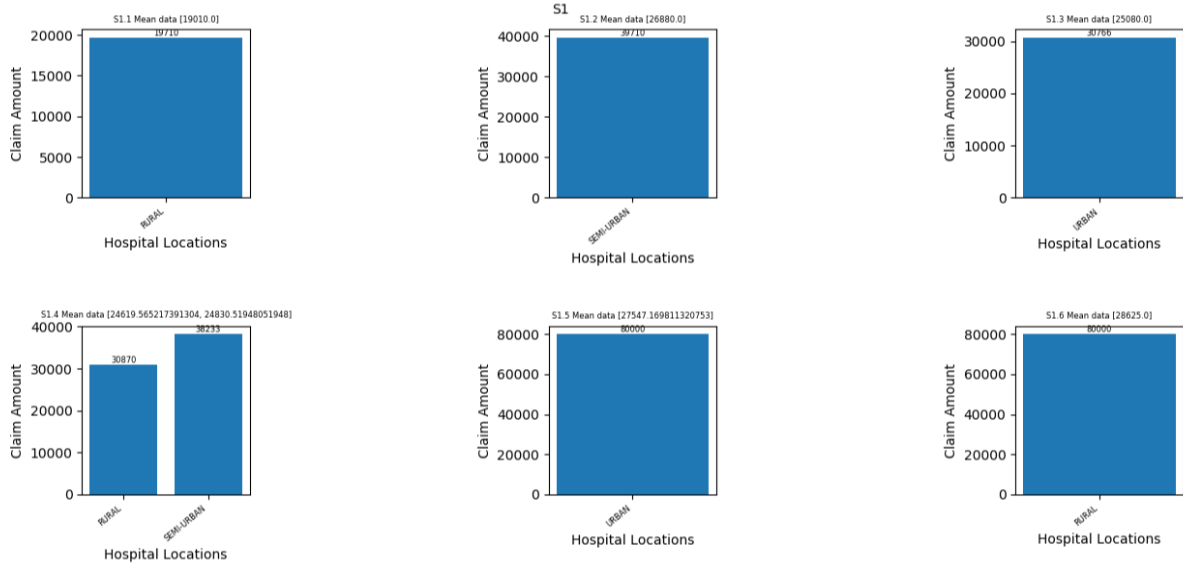 S1
S1.1 Mean data [19010.0]
19710
20000
15000
10000
5000
0
Claim Amount
RURAL
Hospital Locations
S1.2 Mean data [26880.0]
39710
40000
30000
20000
10000
0
Claim Amount
SEMI-URBAN
Hospital Locations
S1.3 Mean data [25080.0]
30766
30000
20000
10000
0
Claim Amount
URBAN
Hospital Locations
S1.4 Mean data [24619.565217391304, 24830.51948051948]
38233
30870
40000
30000
20000
10000
0
Claim Amount
RURAL
SEMI-URBAN
Hospital Locations
S1.5 Mean data [27547.169811320753]
80000
80000
60000
40000
20000
0
Claim Amount
URBAN
Hospital Locations
S1.6 Mean data [28625.0]
80000
80000
60000
40000
20000
0
Claim Amount
RURAL
Hospital Locations